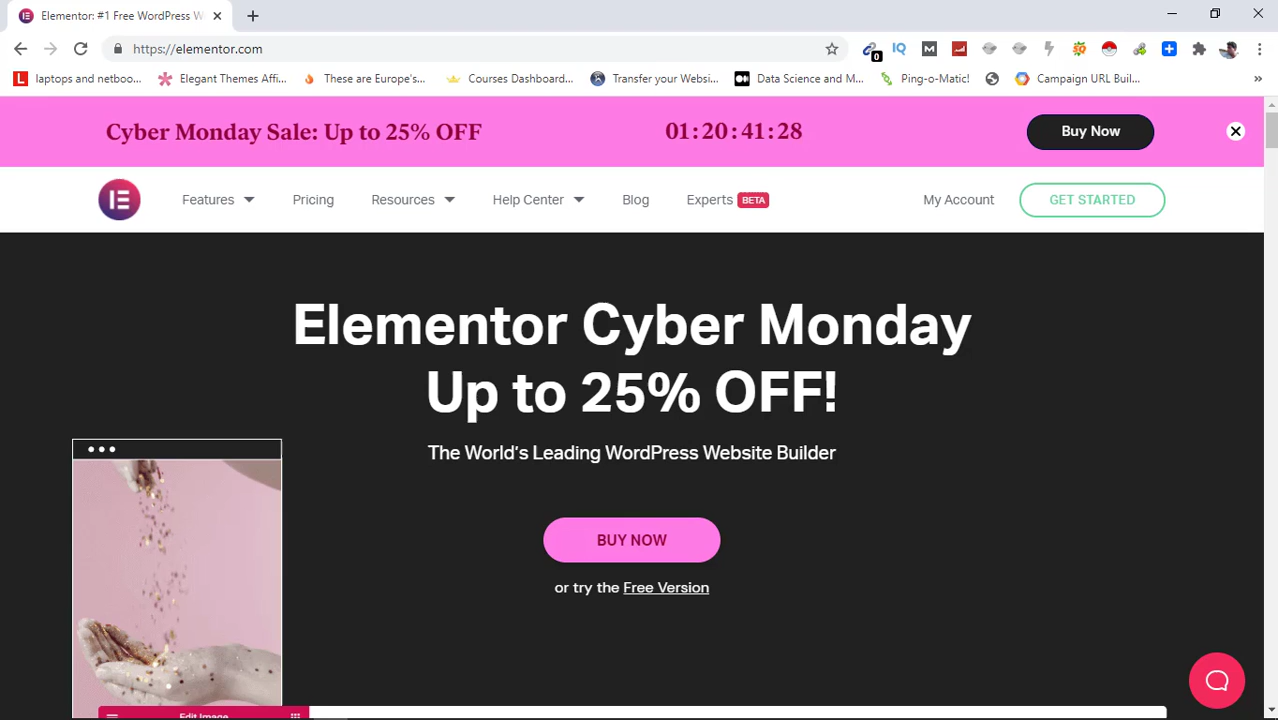 Elementor: #1 Free WordPress W
https://elementor.com
0
IQ
laptops and netboo...
Elegant Themes Affi...
These are Europe's...
Courses Dashboard...
Transfer your Websi...
Data Science and M...
Ping-o-Matic!
Campaign URL Buil...
Cyber Monday Sale: Up to 25% OFF
01:20:41:28
Buy Now
Features
Pricing
Resources
Help Center
Blog
Experts BETA
My Account
GET STARTED
Elementor Cyber Monday
Up to 25% OFF!
The World's Leading WordPress Website Builder
BUY NOW
or try the Free Version
Edit Image